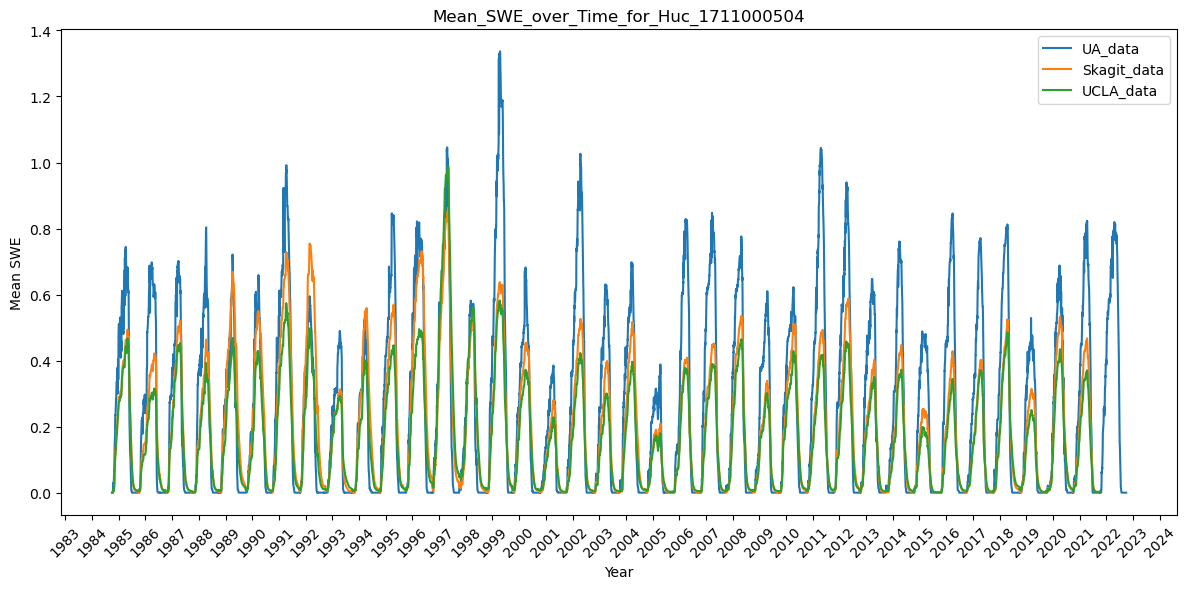 Mean_SWE_over_Time_for_Huc_1711000504
UA_data
Skagit_data
UCLA_data
Mean SWE
1.4
1.2
1.0
0.8
0.6
0.4
0.2
0.0
1983 1984 1985 1986 1987 1988 1989 1990 1991 1992 1993 1994 1995 1996 1997 1998 1999 2000 2001 2002 2003 2004 2005 2006 2007 2008 2009 2010 2011 2012 2013 2014 2015 2016 2017 2018 2019 2020 2021 2022 2023 2024
Year